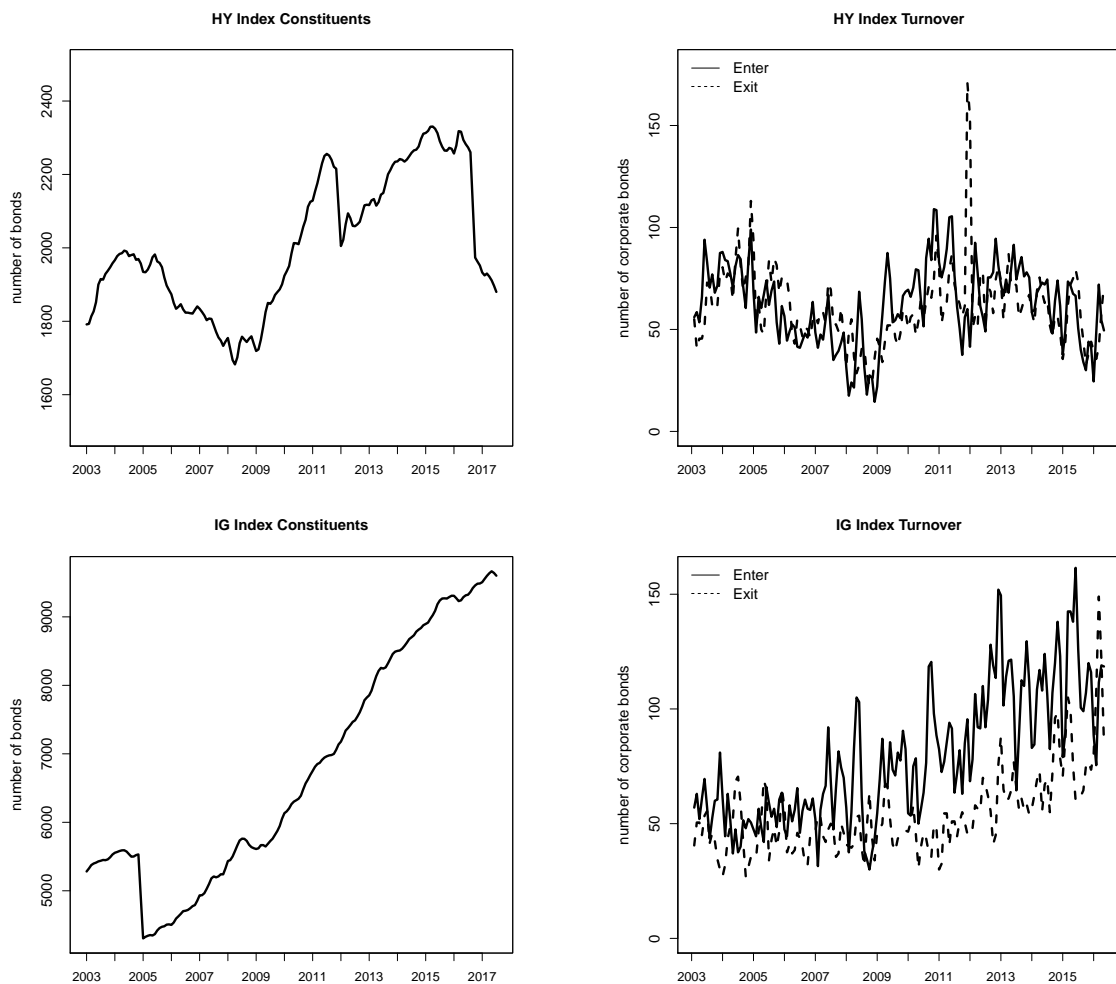 HY Index Constituents
number of bonds
2400
2200
2000
1800
1600
2003 2005 2007 2009 2011 2013 2015 2017
HY Index Turnover
Enter
Exit
number of corporate bonds
150
100
50
0
2003 2005 2007 2009 2011 2013 2015
IG Index Constituents
number of bonds
9000
8000
7000
6000
5000
2003 2005 2007 2009 2011 2013 2015 2017
IG Index Turnover
Enter
Exit
number of corporate bonds
150
100
50
0
2003 2005 2007 2009 2011 2013 2015